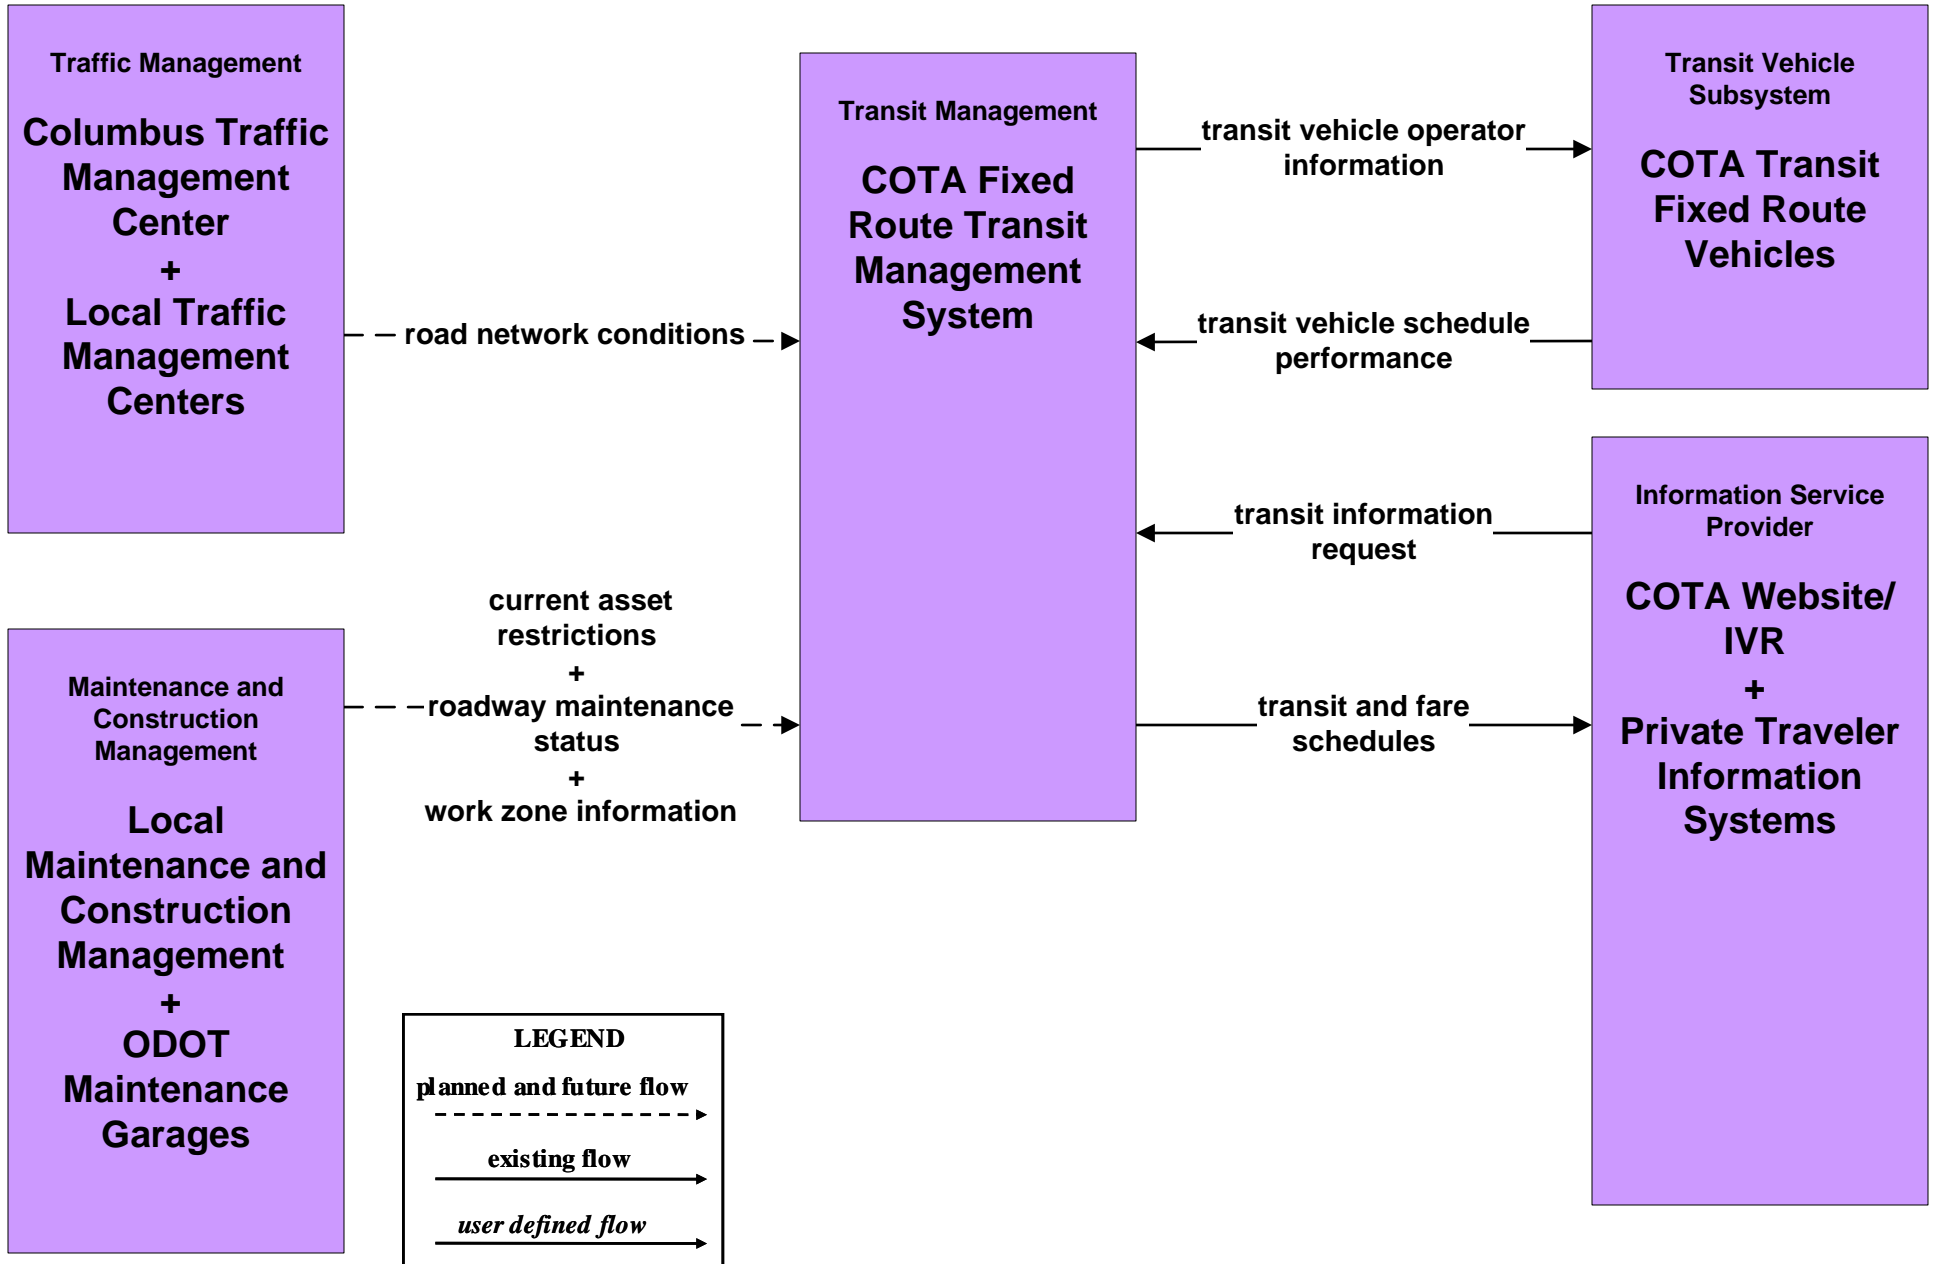 Traffic Management
Columbus Traffic
Management
Center
+
Local Traffic
Management
Centers
road network conditions
Maintenance and
Construction
Management
Local
Maintenance and
Construction
Management
+
ODOT
Maintenance
Garages
current asset
restrictions
+
roadway maintenance
status
+
work zone information
Transit Management
COTA Fixed
Route Transit
Management
System
transit vehicle operator
information
transit vehicle schedule
performance
transit information
request
transit and fare
schedules
Transit Vehicle
Subsystem
COTA Transit
Fixed Route
Vehicles
Information Service
Provider
COTA Website/
IVR
+
Private Traveler
Information
Systems
LEGEND
planned and future flow
existing flow
user defined flow